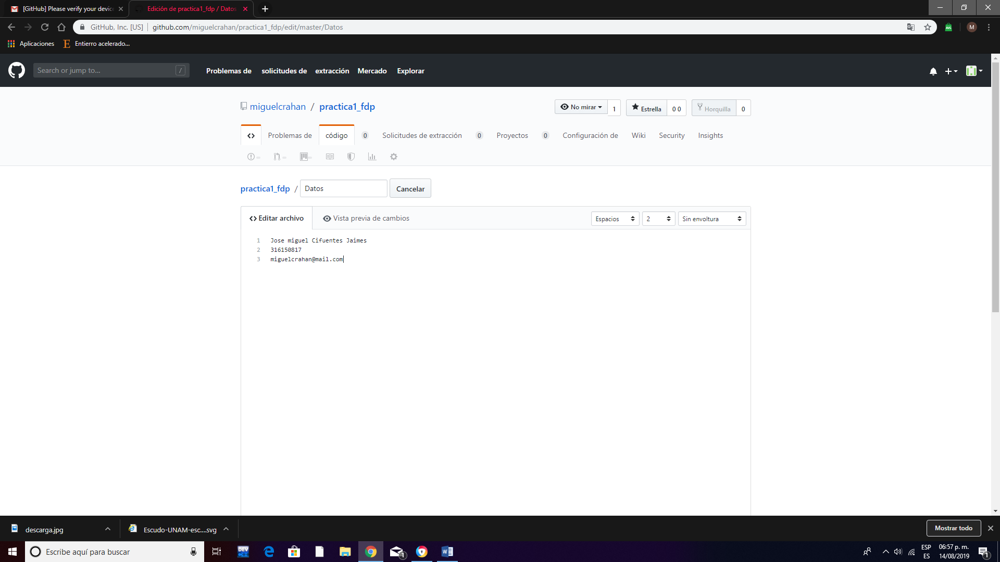 [GitHub] Please verify your device
Edición de practica1_fdp / Datos
GitHub, Inc. [US]
github.com/miguelcrahan/practica1_fdp/edit/master/Datos
M
Aplicaciones
Entierro acelerado...
Search or jump to...
/
Problemas de solicitudes de extracción Mercado Explorar
miguelcrahan / practica1_fdp
No mirar 1
Estrella 0 0
Horquilla 0
Problemas de código 0 Solicitudes de extracción 0 Proyectos 0 Configuración de Wiki Security Insights
practica1_fdp / Datos Cancelar
Editar archivo
Vista previa de cambios
Espacios 2 Sin envoltura
1 Jose miguel Cifuentes Jaimes
2 316150817
3 miguelcrahan@mail.com
descarga.jpg
Escudo-UNAM-esc....svg
Mostrar todo
Escribe aquí para buscar
DEV
1
ESP
ES
06:57 p. m.
14/08/2019
1